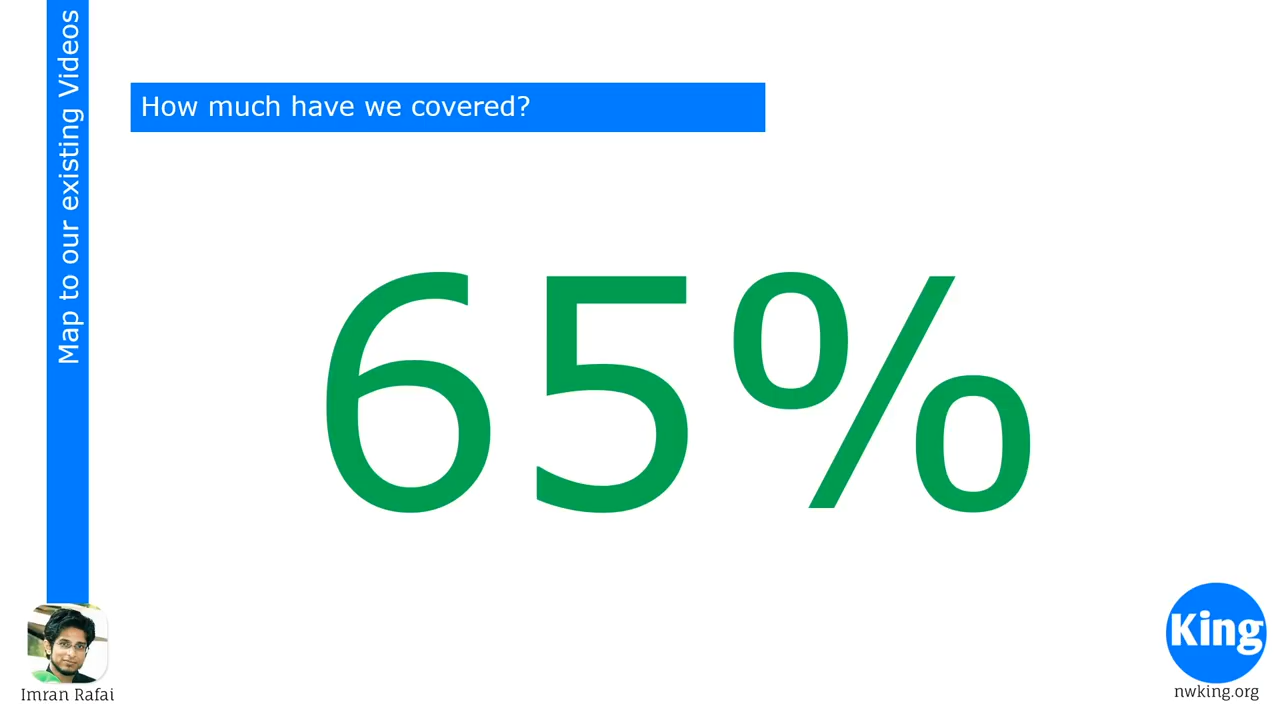 Map to our existing Videos
How much have we covered?
65%
Imran Rafai
King
nwking.org